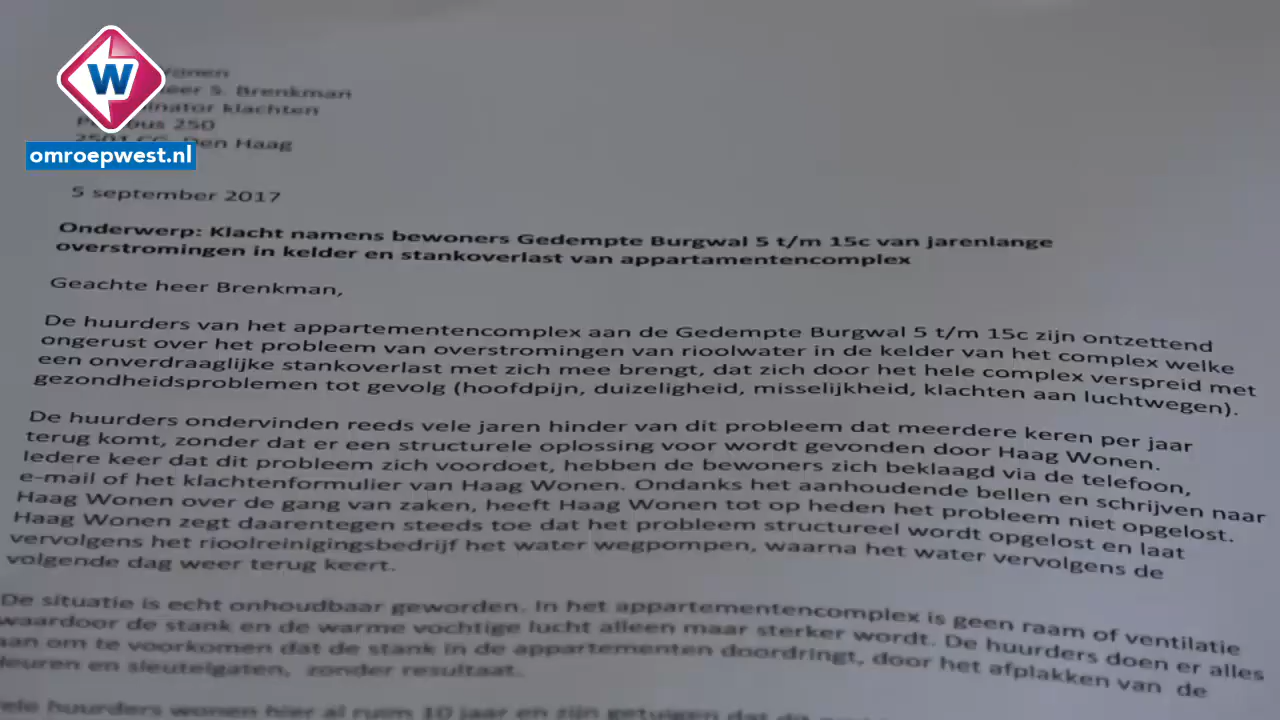 W
omroepwest.nl
S. Brenkman
klachten
250
Den Haag
5 september 2017
Onderwerp: Klacht namens bewoners Gedempte Burgwal 5 t/m 15c van jarenlange
overstromingen in kelder en stankoverlast van appartamentencomplex
Geachte heer Brenkman,
De huurders van het appartementencomplex aan de Gedempte Burgwal 5 t/m 15c zijn ontzettend
ongerust over het probleem van overstromingen van rioolwater in de kelder van het complex welke
een onverdraaglijke stankoverlast met zich mee brengt, dat zich door het hele complex verspreid met
gezondheidsproblemen tot gevolg (hoofdpijn, duizeligheid, misselijkheid, klachten aan luchtwegen).
De huurders ondervinden reeds vele jaren hinder van dit probleem dat meerdere keren per jaar
terug komt, zonder dat er een structurele oplossing voor wordt gevonden door Haag Wonen.
Iedere keer dat dit probleem zich voordoet, hebben de bewoners zich beklaagd via de telefoon,
e-mail of het klachtenformulier van Haag Wonen. Ondanks het aanhoudende bellen en schrijven naar
Haag Wonen over de gang van zaken, heeft Haag Wonen tot op heden het probleem niet opgelost.
Haag Wonen zegt daarentegen steeds toe dat het probleem structureel wordt opgelost en laat
vervolgens het rioolreinigingsbedrijf het water wegpompen, waarna het water vervolgens de
volgende dag weer terug keert.
De situatie is echt onhoudbaar geworden. In het appartementencomplex is geen raam of ventilatie
waardoor de stank en de warme vochtige lucht alleen maar sterker wordt. De huurders doen er alles
aan om te voorkomen dat de stank in de appartementen doordringt, door het afplakken van de
deuren en sleutelgaten, zonder resultaat.
huurders wonen hier al ruim 10 jaar en zijn getuigen dat